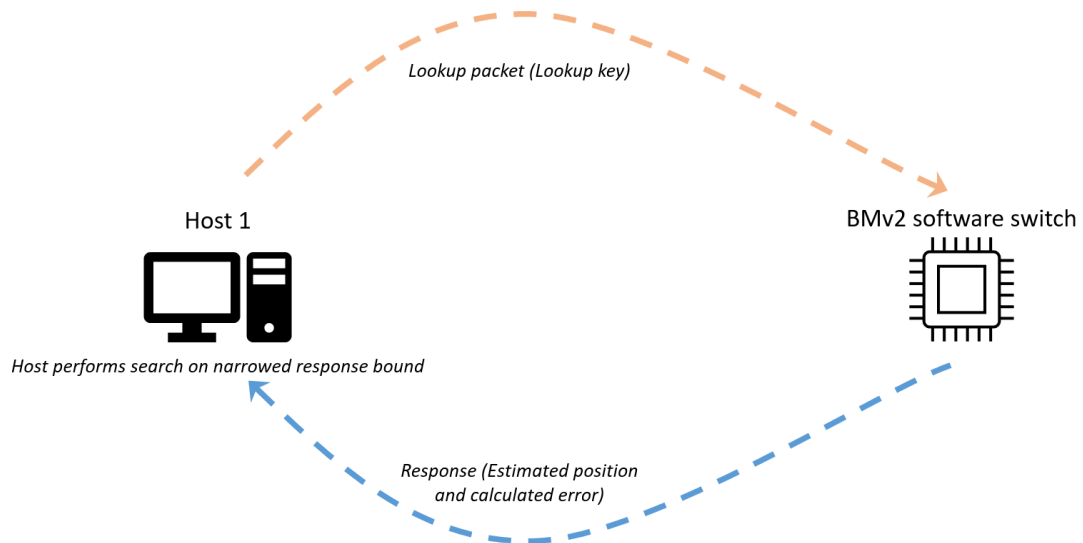 Lookup packet (Lookup key)
Host 1
BMv2 software switch
Host performs search on narrowed response bound
Response (Estimated position
and calculated error)